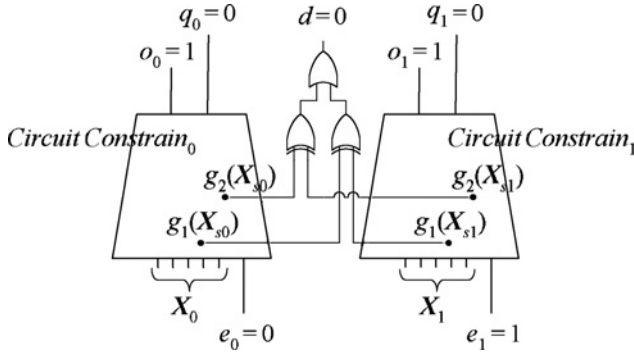 q₀=0 d=0 q₁=0
o₀=1 o₁=1
Circuit Constrain₀ Circuit Constrain₁
g₂(Xₛ₀) g₂(Xₛ₁)
g₁(Xₛ₀) g₁(Xₛ₁)
X₀ X₁
e₀=0 e₁=1